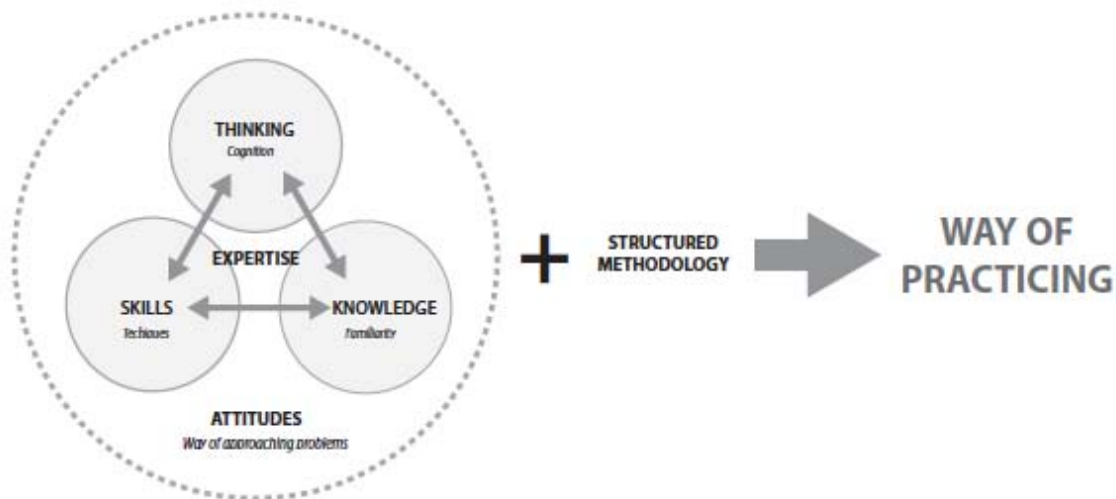 THINKING
Cognition
EXPERTISE
SKILLS
Techiques
KNOWLEDGE
Familiarity
ATTITUDES
Way of approaching problems
+
STRUCTURED
METHODOLOGY
WAY OF
PRACTICING